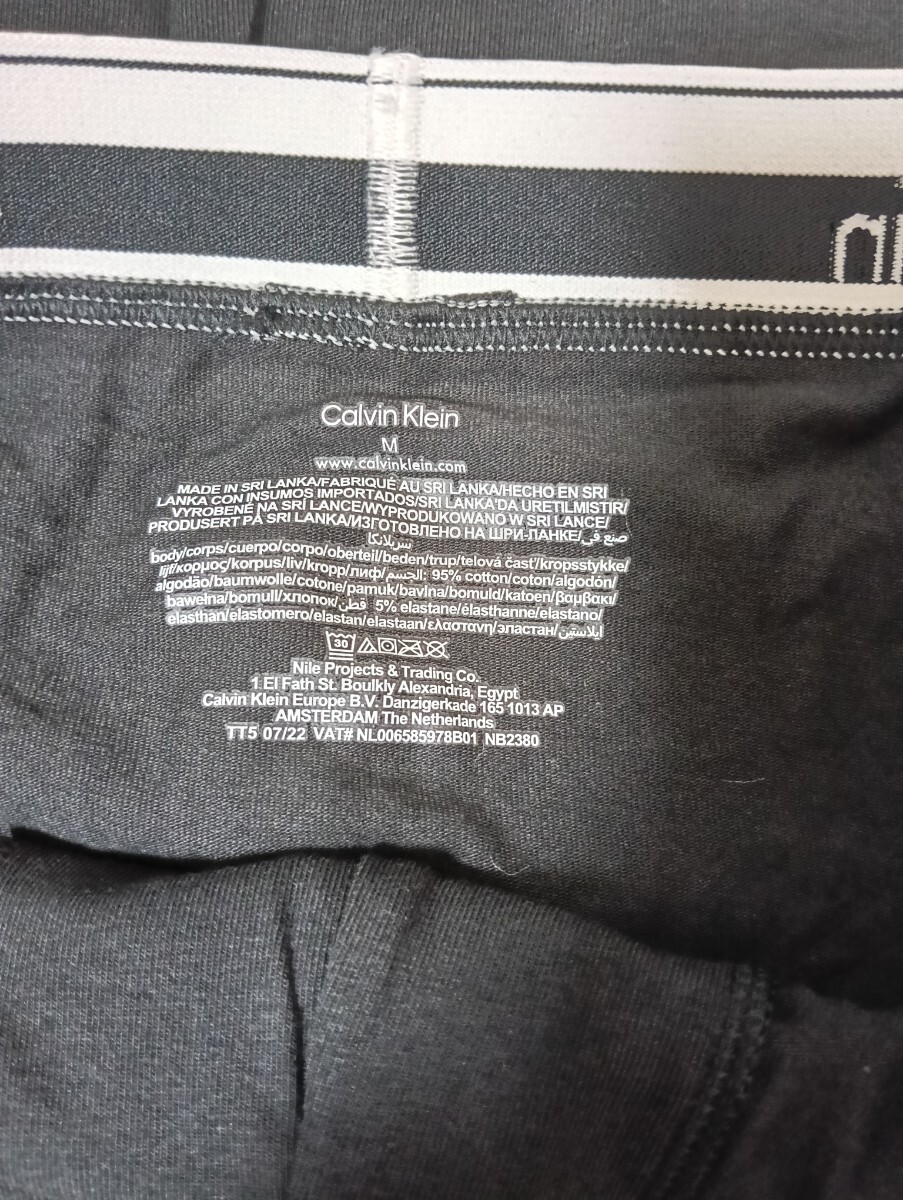 Calvin Klein
M
www.calvinklein.com
MADE IN SRI LANKA/FABRIQUÉ AU SRI LANKA/HECHO EN SRI
LANKA CON INSUMOS IMPORTADOS/SRI LANKA'DA ÜRETILMISTIR/
VYROBENÉ NA SRÍ LANCE/WYPRODUKOWANO W SRI LANCE/
PRODUSERT PÅ SRI LANKA/ИЗГОТОВЛЕНО НА ШРИ-ЛАНКЕ/صنع في
سريلانكا
body/corps/cuerpo/corpo/oberteil/beden/trup/telová časť/kropsstykke/
lijf/κορμος/korpus/liv/kropp/лиф/الجسم: 95% cotton/coton/algodón/
algodão/baumwolle/cotone/pamuk/bavlna/bomuld/katoen/βαμβακι/
bawełna/bomull/хлопок/قطن 5% elastane/élasthanne/elastano/
elasthan/elastomero/elastan/elastaan/ελαστανη/эластан/ايلاستين
30
Nile Projects & Trading Co.
1 El Fath St. Boulkly Alexandria, Egypt
Calvin Klein Europe B.V. Danzigerkade 165 1013 AP
AMSTERDAM The Netherlands
TT5 07/22 VAT# NL006585978B01 NB2380